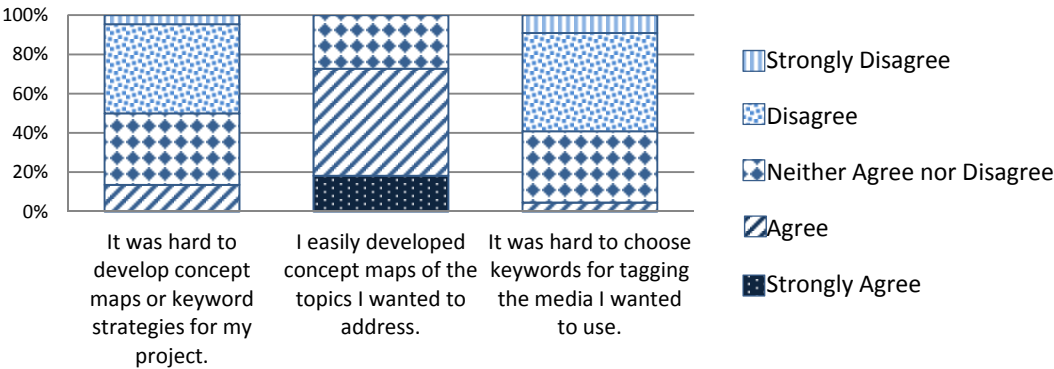 100%
80%
60%
40%
20%
0%
It was hard to
develop concept
maps or keyword
strategies for my
project.
I easily developed
concept maps of the
topics I wanted to
address.
It was hard to choose
keywords for tagging
the media I wanted
to use.
Strongly Disagree
Disagree
Neither Agree nor Disagree
Agree
Strongly Agree